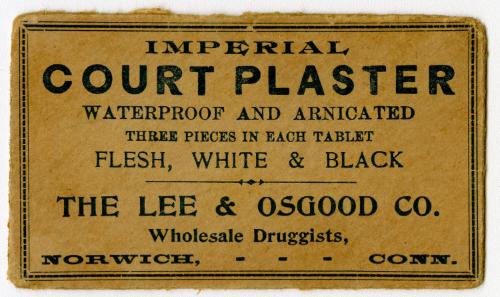 IMPERIAL
COURT PLASTER
WATERPROOF AND ARNICATED
THREE PIECES IN EACH TABLET
FLESH, WHITE & BLACK
THE LEE & OSGOOD CO.
Wholesale Druggists,
NORWICH, - - - CONN.